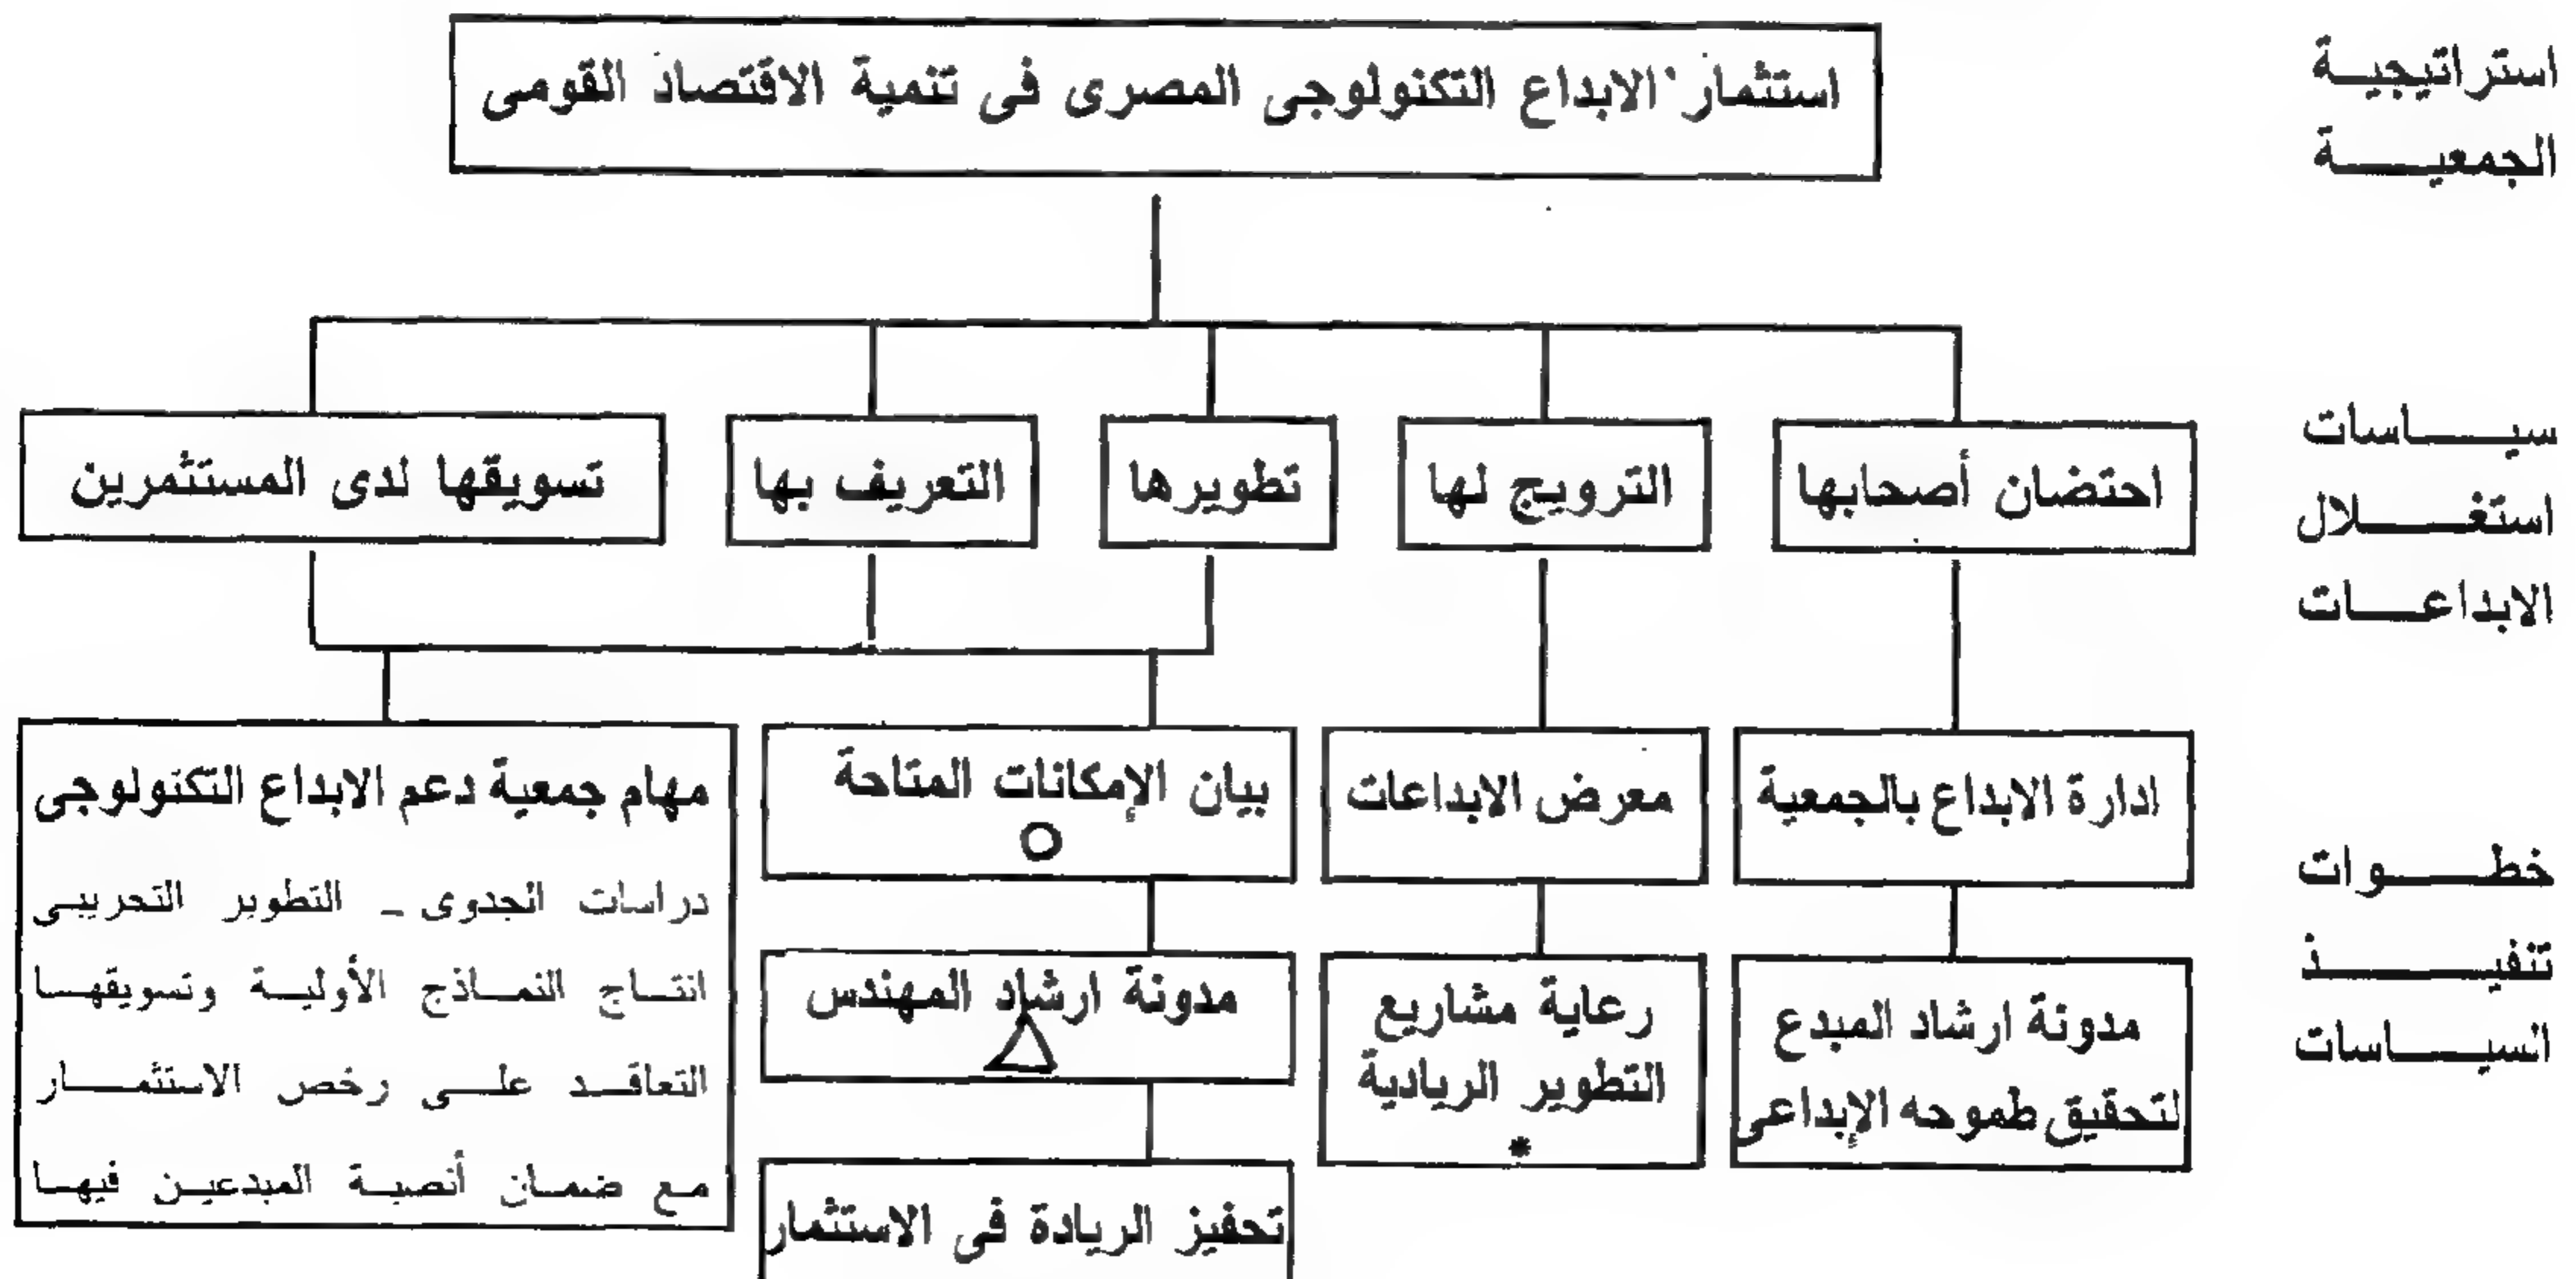 استراتيجية
الجمعية
استثمار الابداع التكنولوجى المصرى فى تنمية الاقتصاد القومى
سياسات
استغلال
الابداعات
احتضان أصحابها
الترويج لها
تطويرها
التعريف بها
تسويقها لدى المستثمرين
خطوات
تنفيذ
السياسات
ادارة الابداع بالجمعية
معرض الابداعات
بيان الإمكانات المتاحة
مدونة ارشاد المبدع
لتحقيق طموحه الإبداعى
رعاية مشاريع
التطوير الريادية
*
مدونة ارشاد المهندس
تحفيز الريادة فى الاستثمار
مهام جمعية دعم الابداع التكنولوجى
دراسات الجدوى - التطوير التجريبى
انتاج النماذج الأولية وتسويقها
التعاقد على رخص الاستثمار
مع ضمان أنصبة المبدعين فيها